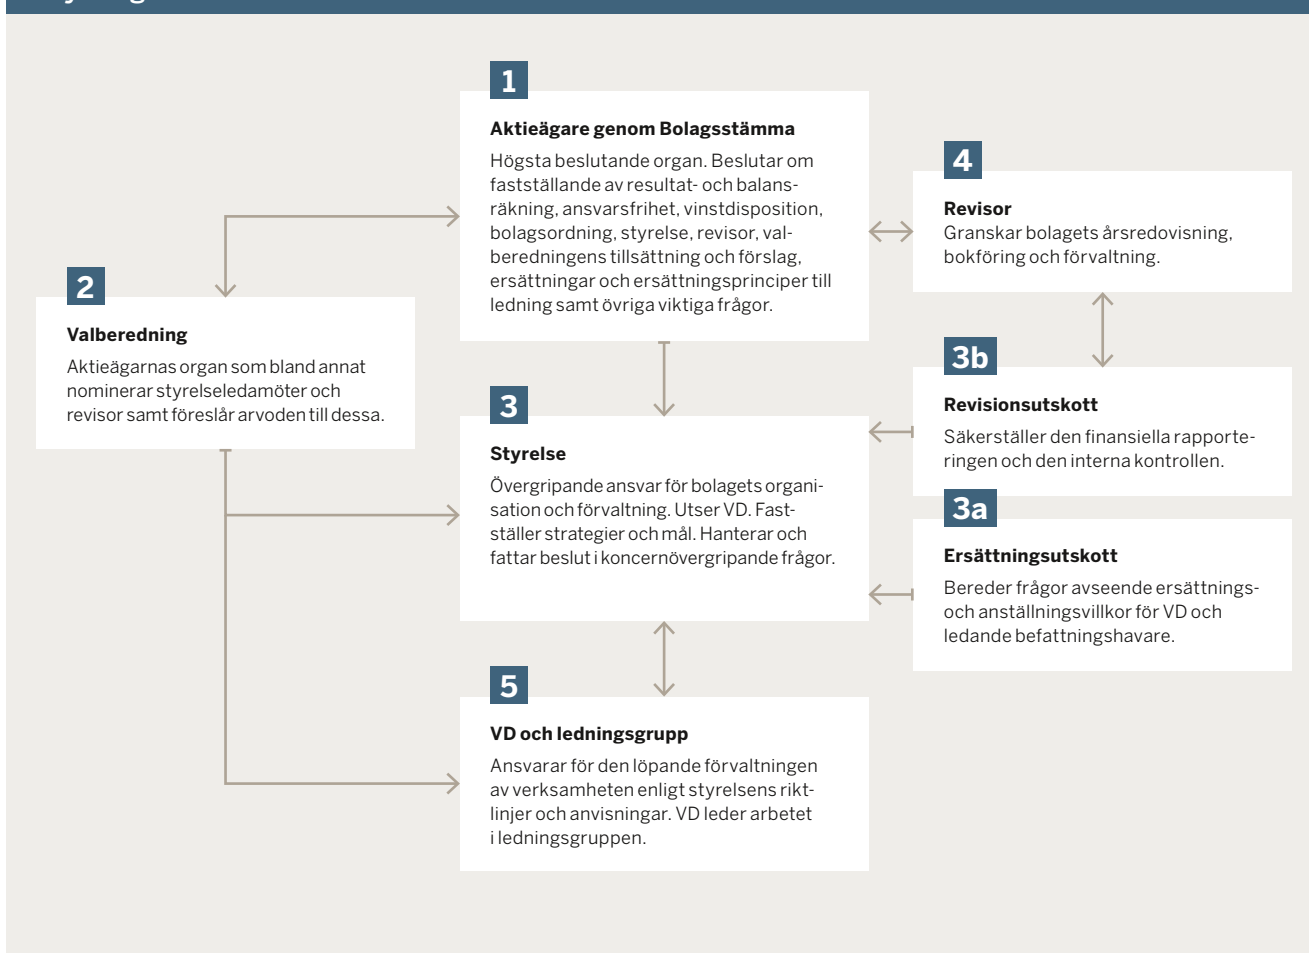 1
Aktieägare genom Bolagsstämma
Högsta beslutande organ. Beslutar om
fastställande av resultat- och balans-
räkning, ansvarsfrihet, vinstdisposition,
bolagsordning, styrelse, revisor, val-
beredningens tillsättning och förslag,
ersättningar och ersättningsprinciper till
ledning samt övriga viktiga frågor.
2
Valberedning
Aktieägarnas organ som bland annat
nominerar styrelseledamöter och
revisor samt föreslår arvoden till dessa.
3
Styrelse
Övergripande ansvar för bolagets organi-
sation och förvaltning. Utser VD. Fast-
ställer strategier och mål. Hanterar och
fattar beslut i koncernövergripande frågor.
4
Revisor
Granskar bolagets årsredovisning,
bokföring och förvaltning.
3b
Revisionsutskott
Säkerställer den finansiella rapporte-
ringen och den interna kontrollen.
3a
Ersättningsutskott
Bereder frågor avseende ersättnings-
och anställningsvillkor för VD och
ledande befattningshavare.
5
VD och ledningsgrupp
Ansvarar för den löpande förvaltningen
av verksamheten enligt styrelsens rikt-
linjer och anvisningar. VD leder arbetet
i ledningsgruppen.